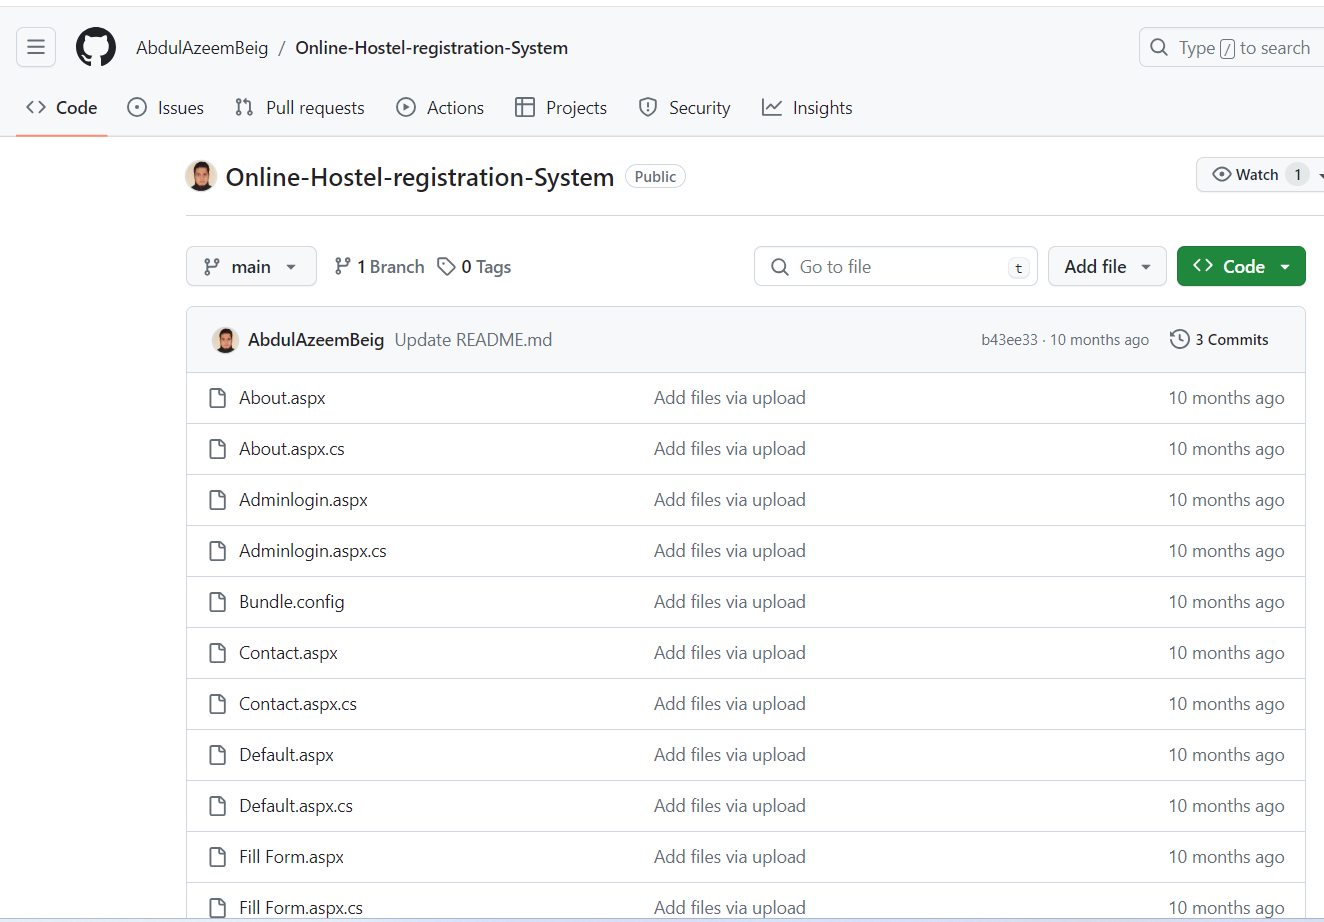 AbdulAzeemBeig / Online-Hostel-registration-System
Type / to search
Code Issues Pull requests Actions Projects Security Insights
Online-Hostel-registration-System Public
Watch 1
main 1 Branch 0 Tags Go to file t Add file Code
AbdulAzeemBeig Update README.md b43ee33 · 10 months ago 3 Commits
About.aspx Add files via upload 10 months ago
About.aspx.cs Add files via upload 10 months ago
Adminlogin.aspx Add files via upload 10 months ago
Adminlogin.aspx.cs Add files via upload 10 months ago
Bundle.config Add files via upload 10 months ago
Contact.aspx Add files via upload 10 months ago
Contact.aspx.cs Add files via upload 10 months ago
Default.aspx Add files via upload 10 months ago
Default.aspx.cs Add files via upload 10 months ago
Fill Form.aspx Add files via upload 10 months ago
Fill Form.aspx.cs Add files via upload 10 months ago